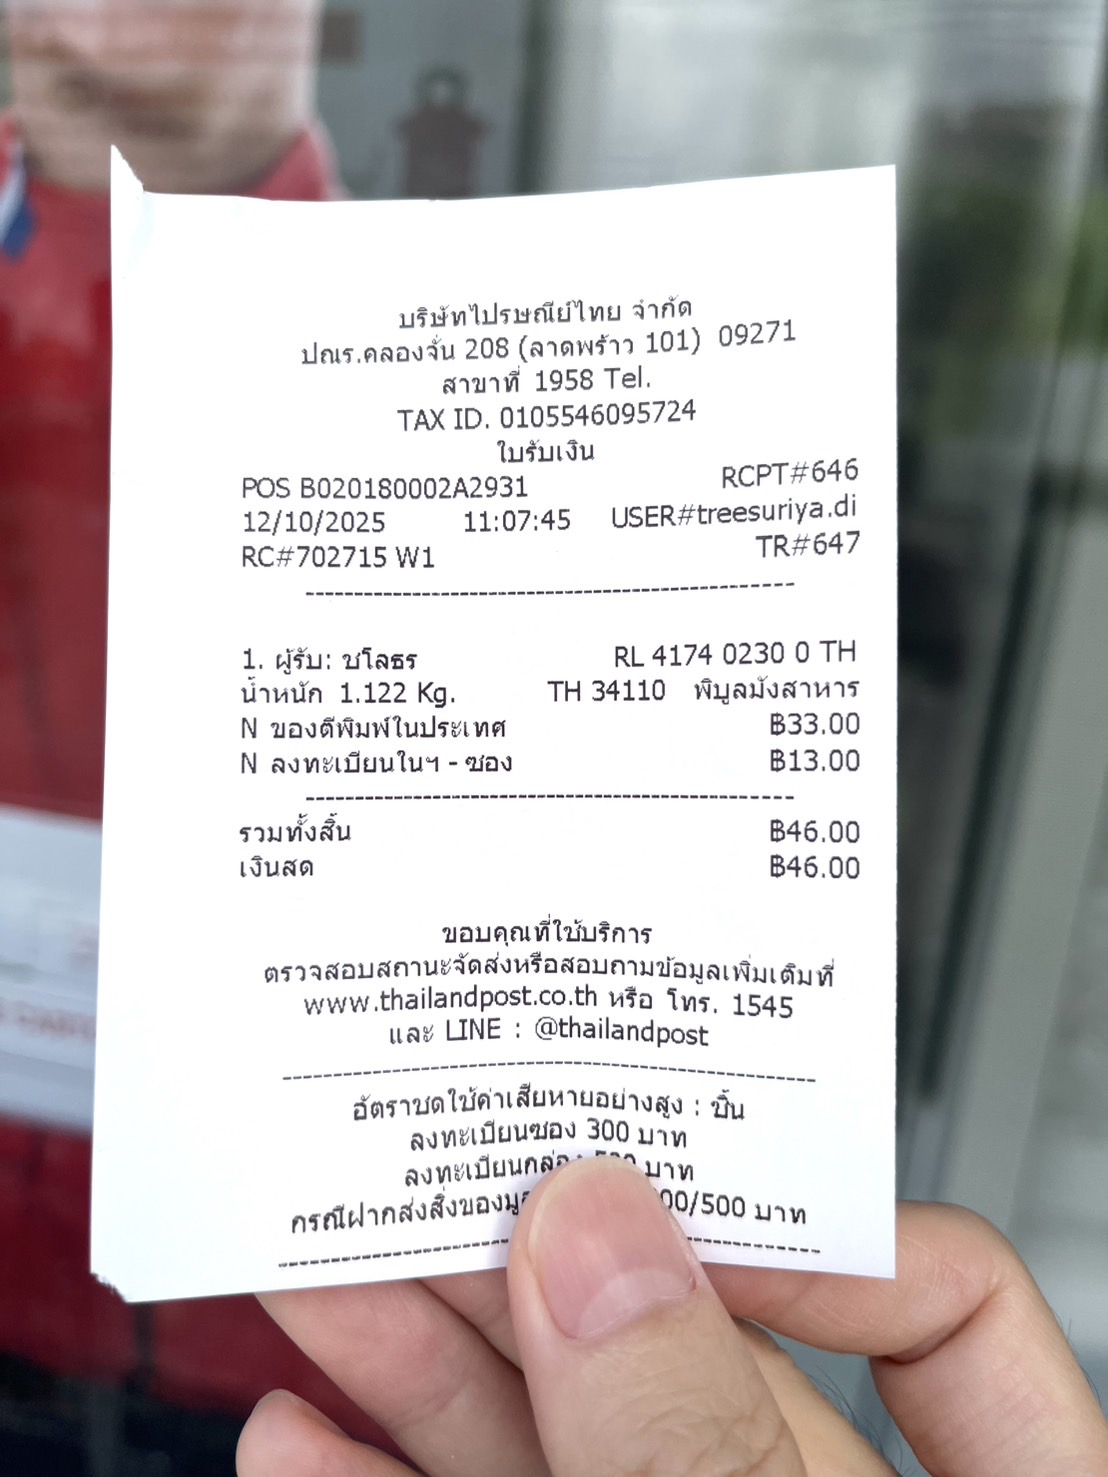 บริษัทไปรษณีย์ไทย จำกัด
ปณร.คลองจั่น 208 (ลาดพร้าว 101) 09271
สาขาที่ 1958 Tel.
TAX ID. 0105546095724
ใบรับเงิน
POS B020180002A2931 RCPT#646
12/10/2025 11:07:45 USER#treesuriya.di
RC#702715 W1 TR#647
1. ผู้รับ: ชโลธร RL 4174 0230 0 TH
น้ำหนัก 1.122 Kg. TH 34110 พิบูลมังสาหาร
N ของตีพิมพ์ในประเทศ ฿33.00
N ลงทะเบียนในฯ - ซอง ฿13.00
รวมทั้งสิ้น ฿46.00
เงินสด ฿46.00
ขอบคุณที่ใช้บริการ
ตรวจสอบสถานะจัดส่งหรือสอบถามข้อมูลเพิ่มเติมที่
www.thailandpost.co.th หรือ โทร. 1545
และ LINE : @thailandpost
อัตราชดใช้ค่าเสียหายอย่างสูง : ชิ้น
ลงทะเบียนซอง 300 บาท
ลงทะเบียนกล่อง บาท
กรณีฝากส่งสิ่งของ 00/500 บาท